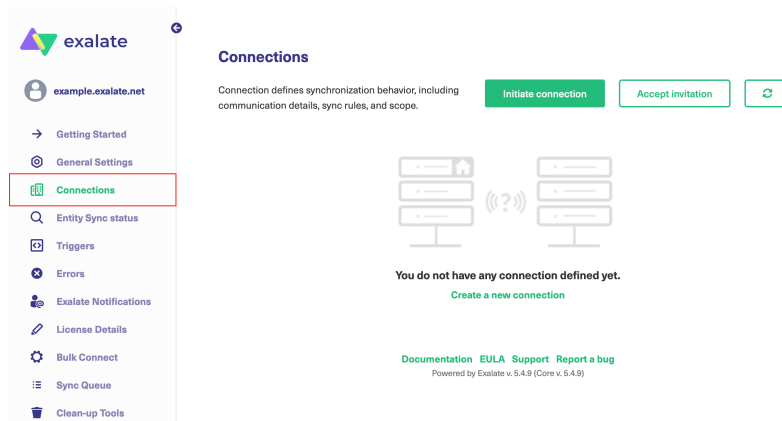 exalate
example.exalate.net
Getting Started
General Settings
Connections
Entity Sync status
Triggers
Errors
Exalate Notifications
License Details
Bulk Connect
Sync Queue
Clean-up Tools
Connections
Connection defines synchronization behavior, including
communication details, sync rules, and scope.
Initiate connection
Accept invitation
((?))
You do not have any connection defined yet.
Create a new connection
Documentation EULA Support Report a bug
Powered by Exalate v. 5.4.9 (Core v. 5.4.9)